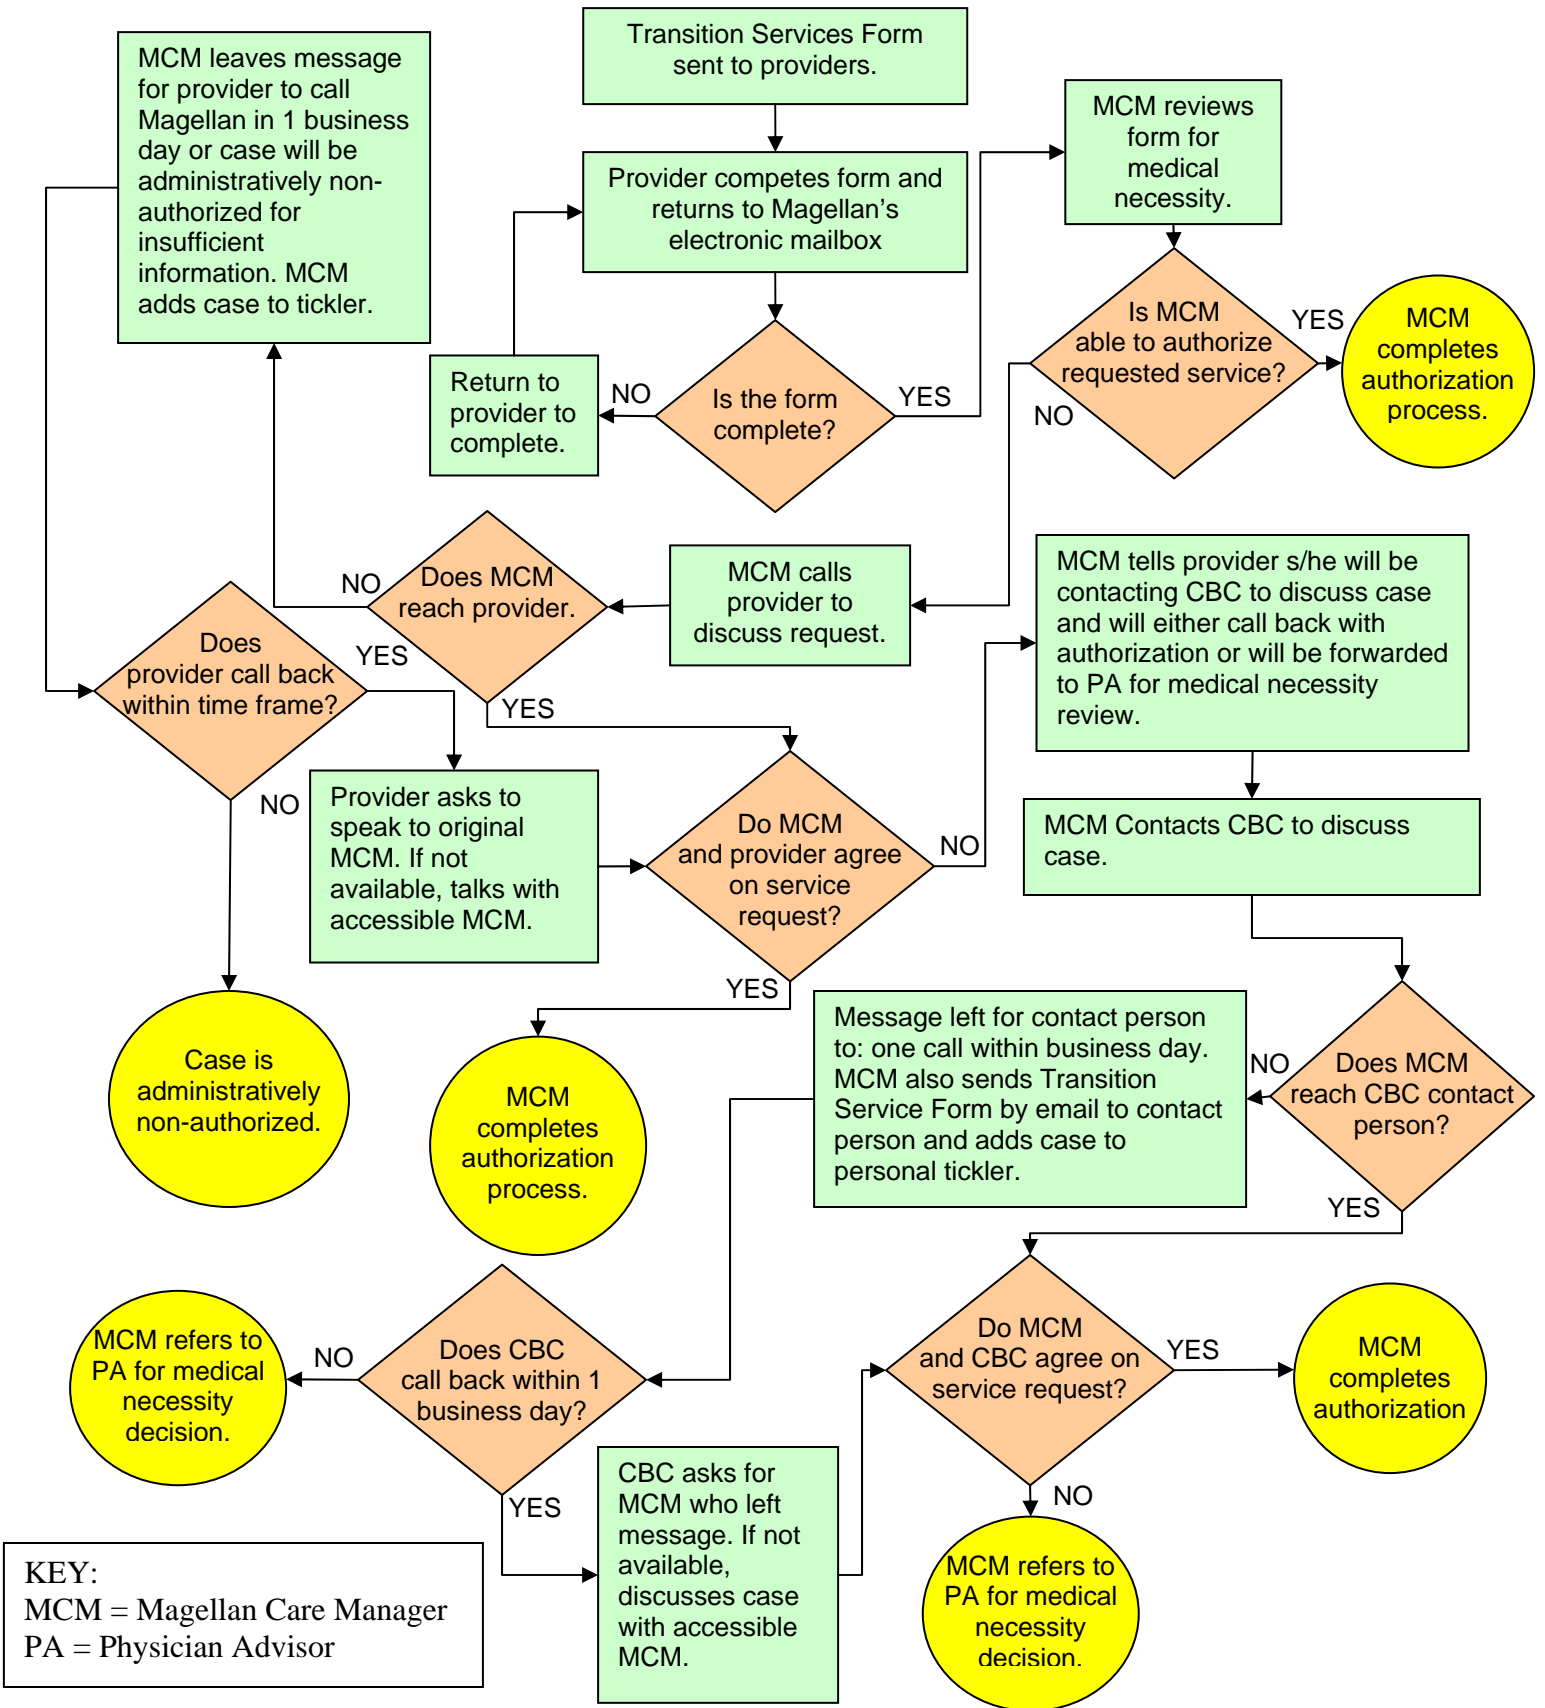 Transition Services Form
sent to providers.
MCM leaves message
for provider to call
Magellan in 1 business
day or case will be
administratively non-
authorized for
insufficient
information. MCM
adds case to tickler.
MCM reviews
form for
medical
necessity.
Provider competes form and
returns to Magellan’s
electronic mailbox
Is MCM
able to authorize
requested service?
YES
NO
MCM
completes
authorization
process.
Return to
provider to
complete.
NO
Is the form
complete?
YES
Does MCM
reach provider.
NO
YES
MCM calls
provider to
discuss request.
MCM tells provider s/he will be
contacting CBC to discuss case
and will either call back with
authorization or will be forwarded
to PA for medical necessity
review.
Does
provider call back
within time frame?
YES
NO
Provider asks to
speak to original
MCM. If not
available, talks with
accessible MCM.
Do MCM
and provider agree
on service
request?
NO
YES
MCM Contacts CBC to discuss
case.
Case is
administratively
non-authorized.
MCM
completes
authorization
process.
Message left for contact person
to: one call within business day.
MCM also sends Transition
Service Form by email to contact
person and adds case to
personal tickler.
NO
Does MCM
reach CBC contact
person?
YES
MCM refers to
PA for medical
necessity
decision.
NO
Does CBC
call back within 1
business day?
YES
Do MCM
and CBC agree on
service request?
YES
NO
MCM
completes
authorization
CBC asks for
MCM who left
message. If not
available,
discusses case
with accessible
MCM.
MCM refers to
PA for medical
necessity
decision.
KEY:
MCM = Magellan Care Manager
PA = Physician Advisor